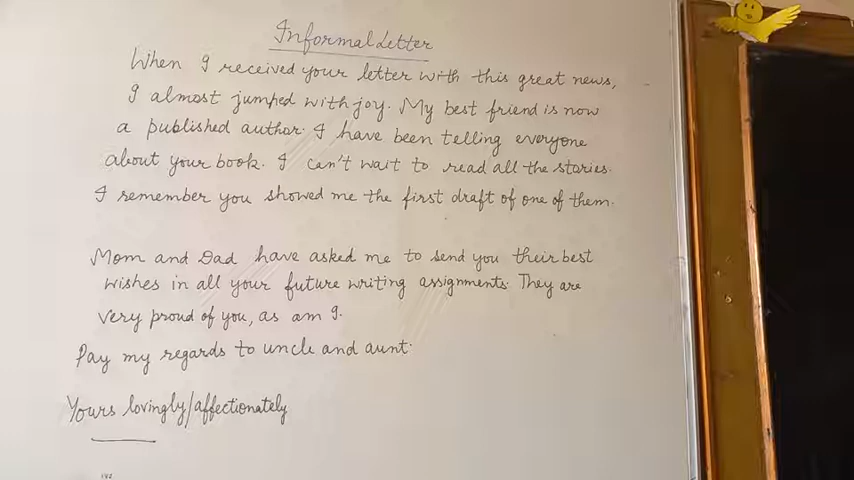 Informal Letter
When I received your letter with this great news,
I almost jumped with joy. My best friend is now
a published author. I have been telling everyone
about your book. I can't wait to read all the stories.
I remember you showed me the first draft of one of them.
Mom and Dad have asked me to send you their best
wishes in all your future writing assignments. They are
very proud of you, as am I.
Pay my regards to uncle and aunt.
Yours lovingly/affectionately